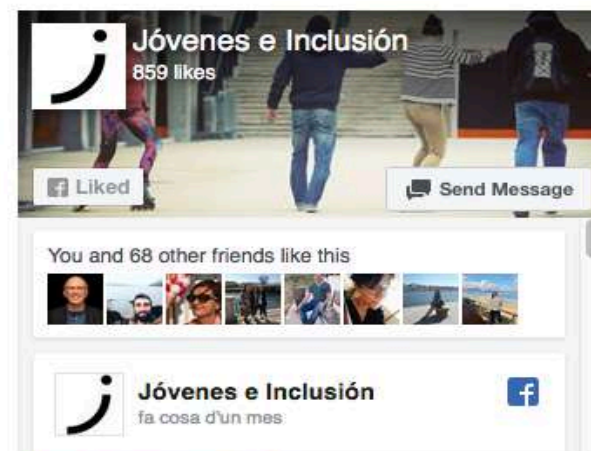 Jóvenes e Inclusión
859 likes
Liked
Send Message
You and 68 other friends like this
Jóvenes e Inclusión
fa cosa d'un mes